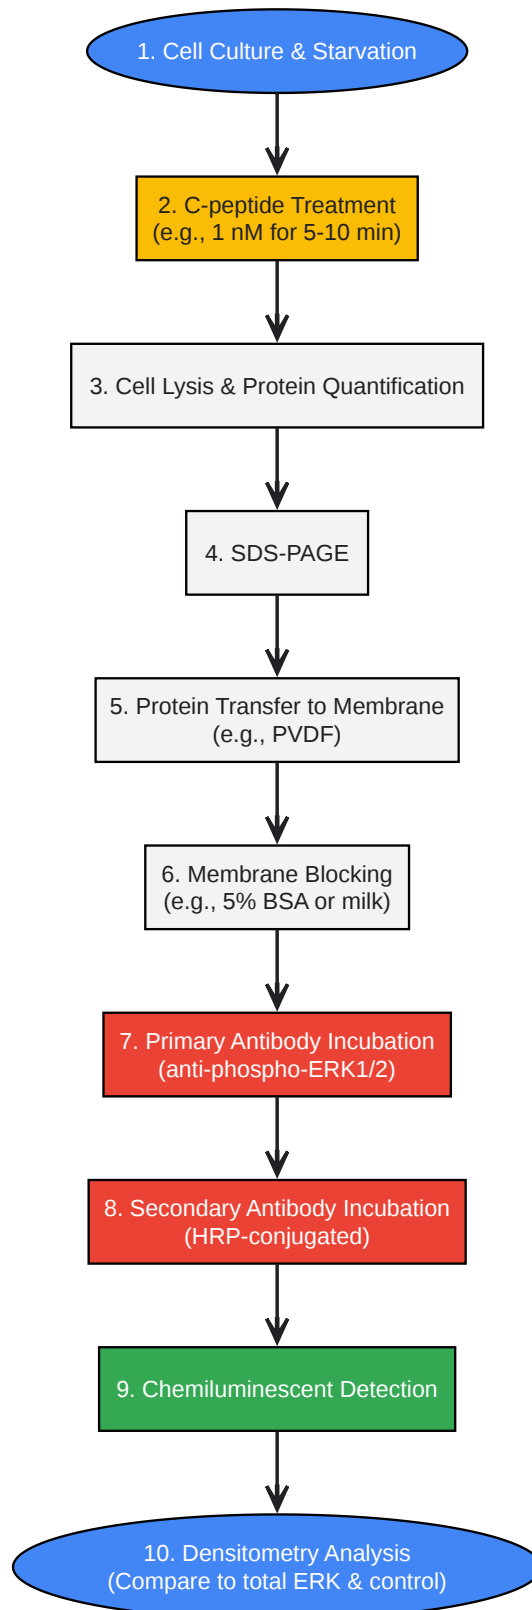 1. Cell Culture & Starvation
2. C-peptide Treatment
(e.g., 1 nM for 5-10 min)
3. Cell Lysis & Protein Quantification
4. SDS-PAGE
5. Protein Transfer to Membrane
(e.g., PVDF)
6. Membrane Blocking
(e.g., 5% BSA or milk)
7. Primary Antibody Incubation
(anti-phospho-ERK1/2)
8. Secondary Antibody Incubation
(HRP-conjugated)
9. Chemiluminescent Detection
10. Densitometry Analysis
(Compare to total ERK & control)